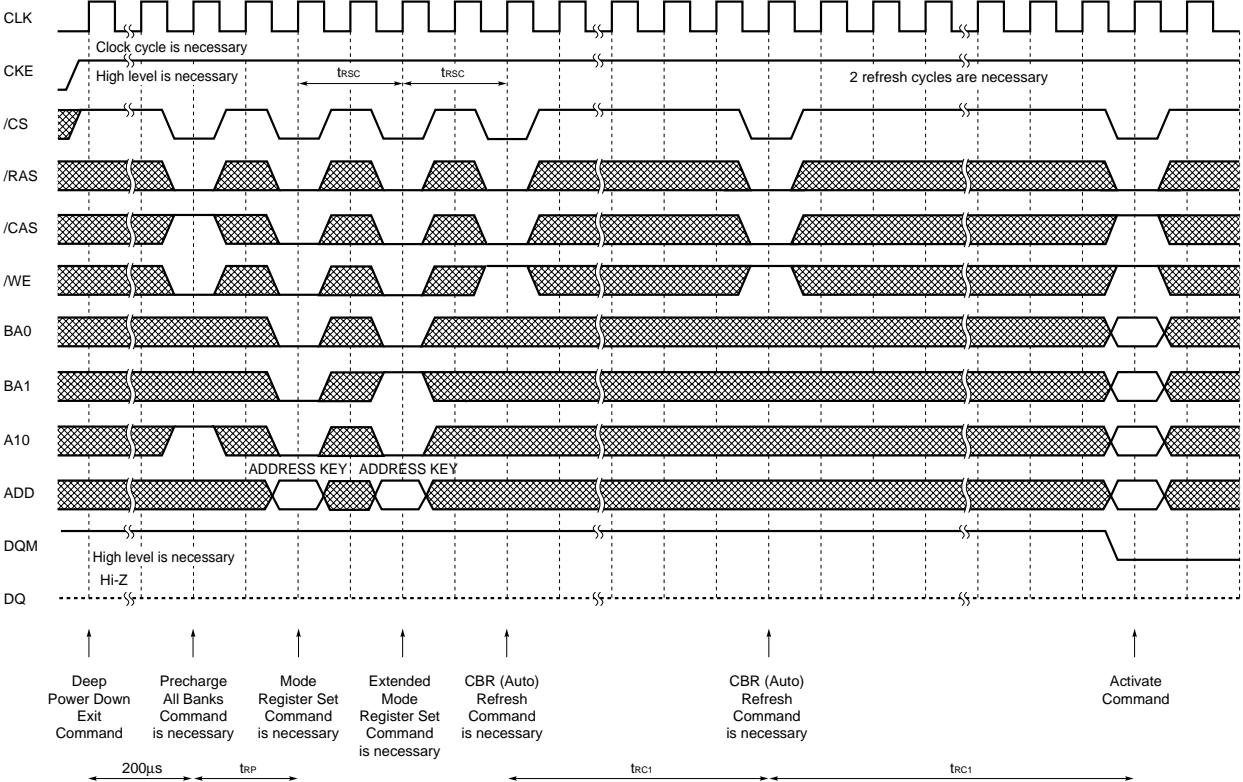 CLK
Clock cycle is necessary
CKE
High level is necessary
tRSC
tRSC
2 refresh cycles are necessary
/CS
/RAS
/CAS
/WE
BA0
BA1
A10
ADDRESS KEY
ADDRESS KEY
ADD
DQM
High level is necessary
Hi-Z
DQ
Deep
Power Down
Exit
Command
Precharge
All Banks
Command
is necessary
Mode
Register Set
Command
is necessary
Extended
Mode
Register Set
Command
is necessary
CBR (Auto)
Refresh
Command
is necessary
CBR (Auto)
Refresh
Command
is necessary
Activate
Command
200µs
tRP
tRC1
tRC1